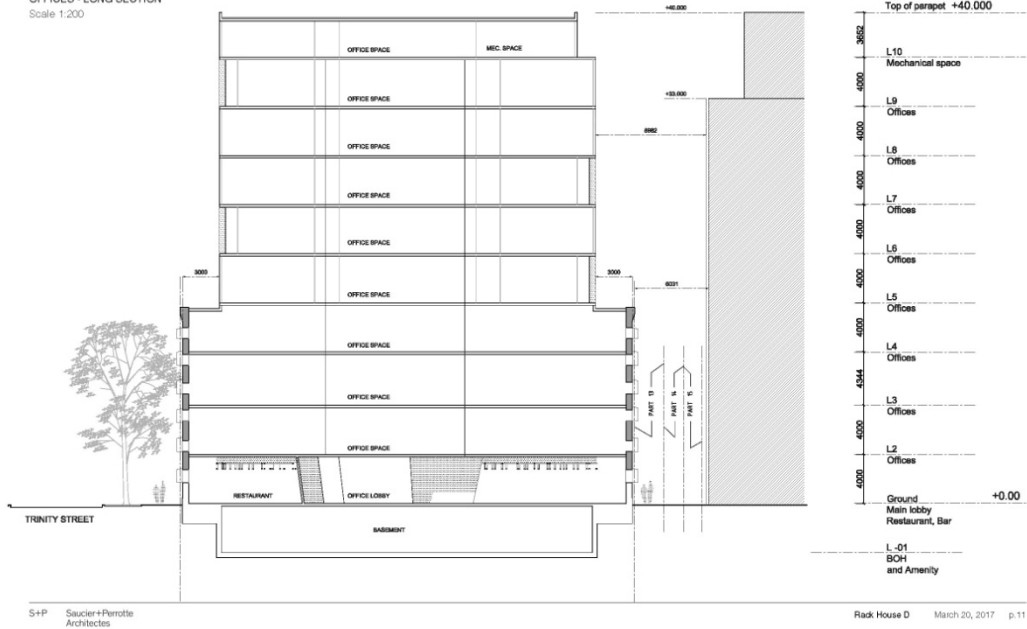 OFFICES - LONG SECTION
Scale 1:200
+40.000
Top of parapet +40.000
3652
OFFICE SPACE
MEC. SPACE
L10
Mechanical space
4000
+33.000
OFFICE SPACE
L9
Offices
8982
4000
OFFICE SPACE
L8
Offices
4000
OFFICE SPACE
L7
Offices
4000
OFFICE SPACE
L6
Offices
3000
3000
6031
4000
OFFICE SPACE
L5
Offices
4000
OFFICE SPACE
L4
Offices
4344
PART 13
PART 14
PART 15
OFFICE SPACE
L3
Offices
4000
OFFICE SPACE
L2
Offices
4000
RESTAURANT
OFFICE LOBBY
Ground
+0.00
Main lobby
Restaurant, Bar
TRINITY STREET
BASEMENT
L -01
BOH
and Amenity
S+P
Saucier+Perrotte
Architectes
Rack House D
March 20, 2017
p.11